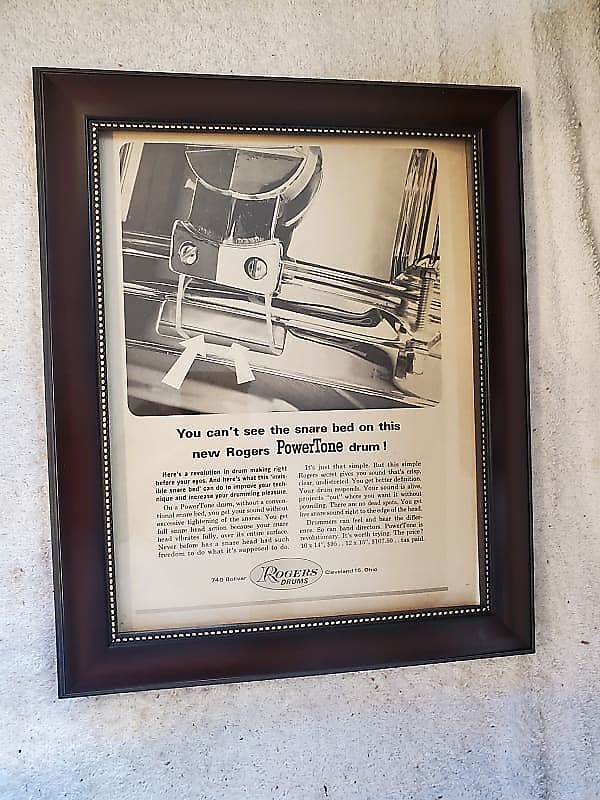 You can't see the snare bed on this
new Rogers PowerTone drum!
Here's a revolution in drum making right
before your eyes. And here's what this 'invis-
ible snare bed' can do to improve your tech-
nique and increase your drumming pleasure.
On a PowerTone drum, without a conven-
tional snare bed, you get your sound without
excessive tightening of the snares. You get
full snare head action because your snare
head vibrates fully, over its entire surface.
Never before has a snare head had such
freedom to do what it's supposed to do.
It's just that simple. But this simple
Rogers secret gives you sound that's crisp,
clear, undistorted. You get better definition.
Your drum responds. Your sound is alive,
projects "out" where you want it without
pounding. There are no dead spots. You get
live snare sound right to the edge of the head.
Drummers can feel and hear the differ-
ence. So can band directors. PowerTone is
revolutionary. It's worth trying. The price?
15", $107.50 . . tax paid.
740 Bolivar
ROGERS
DRUMS
Cleveland 15, Ohio